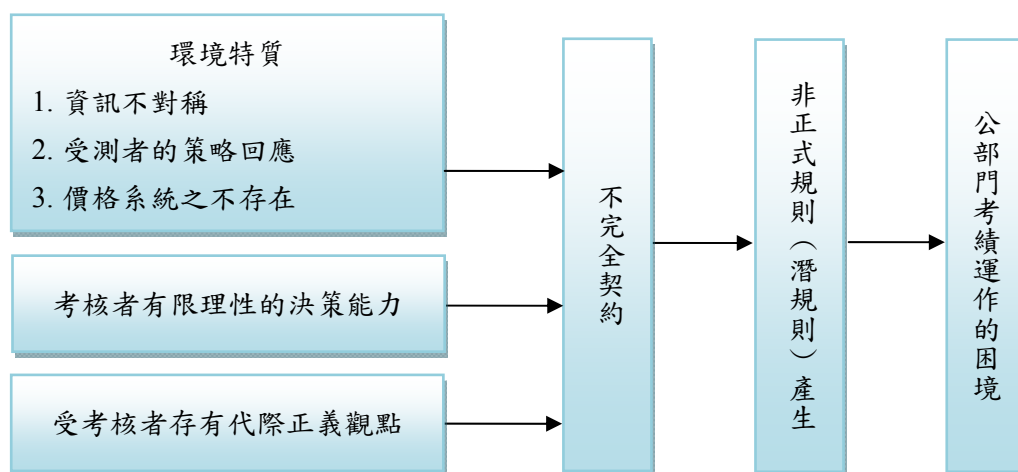 環境特質
1. 資訊不對稱
2. 受測者的策略回應
3. 價格系統之不存在
考核者有限理性的決策能力
受考核者存有代際正義觀點
不完全契約
非正式規則（潛規則）產生
公部門考績運作的困境